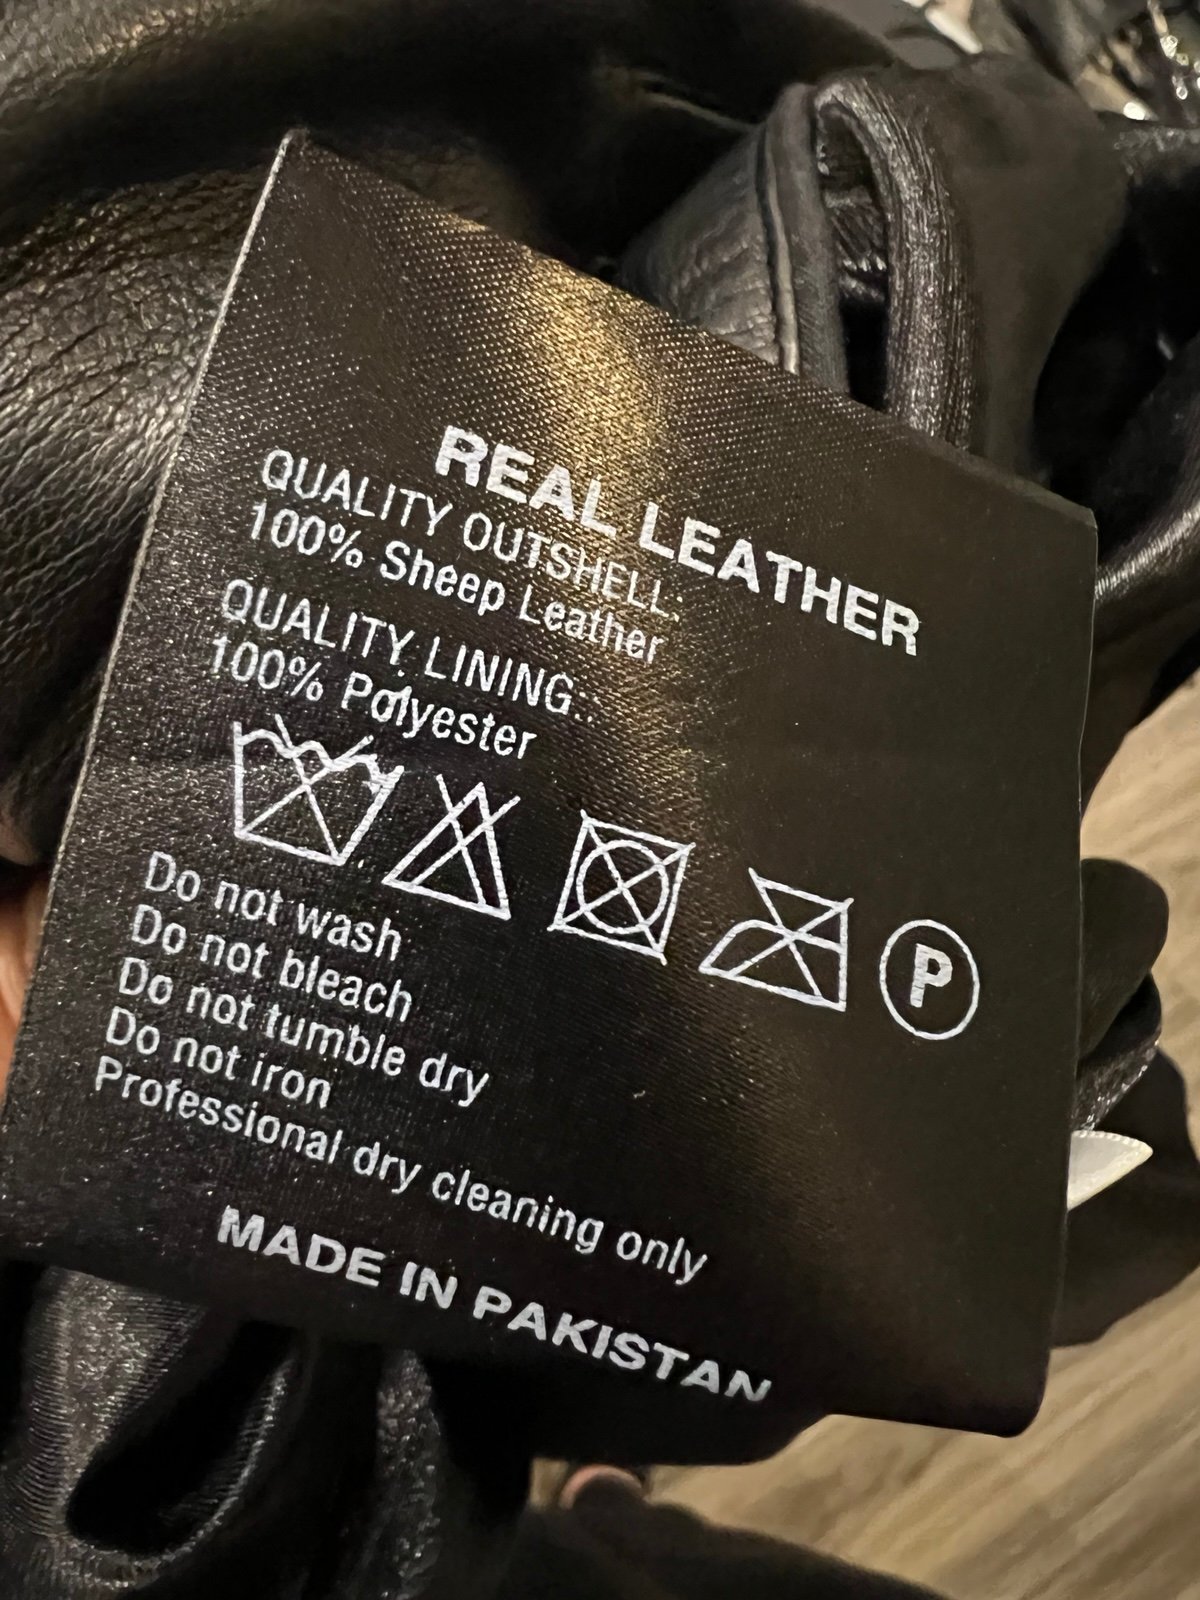 REAL LEATHER
QUALITY OUTSHELL:
100% Sheep Leather
QUALITY LINING:
100% Polyester
P
Do not wash
Do not bleach
Do not tumble dry
Do not iron
Professional dry cleaning only
MADE IN PAKISTAN